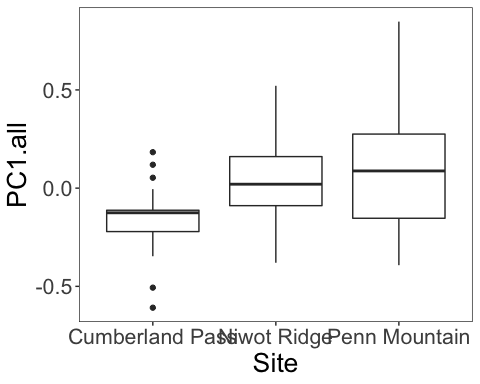 PC1.all
0.5
0.0
-0.5
Cumberland Pass Niwot Ridge Penn Mountain
Site